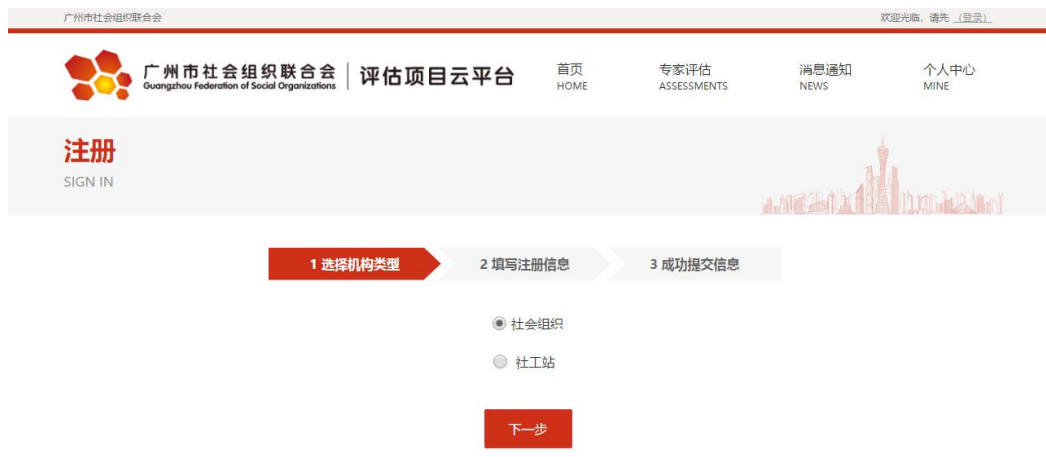 广州市社会组织联合会
欢迎光临，请先 （登录）
广州市社会组织联合会
Guangzhou Federation of Social Organizations
评估项目云平台
首页
HOME
专家评估
ASSESSMENTS
消息通知
NEWS
个人中心
MINE
注册
SIGN IN
1 选择机构类型
2 填写注册信息
3 成功提交信息
社会组织
社工站
下一步